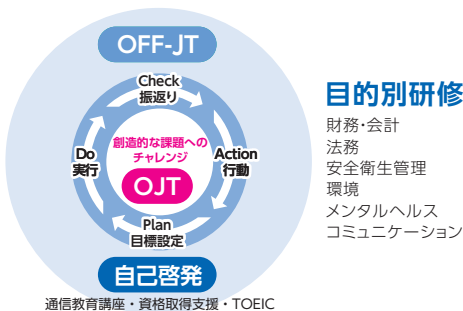 OFF-JT
Check
振返り
創造的な課題への
チャレンジ
OJT
Do
実行
Action
行動
Plan
目標設定
自己啓発
通信教育講座・資格取得支援・TOEIC
目的別研修
財務・会計
法務
安全衛生管理
環境
メンタルヘルス
コミュニケーション